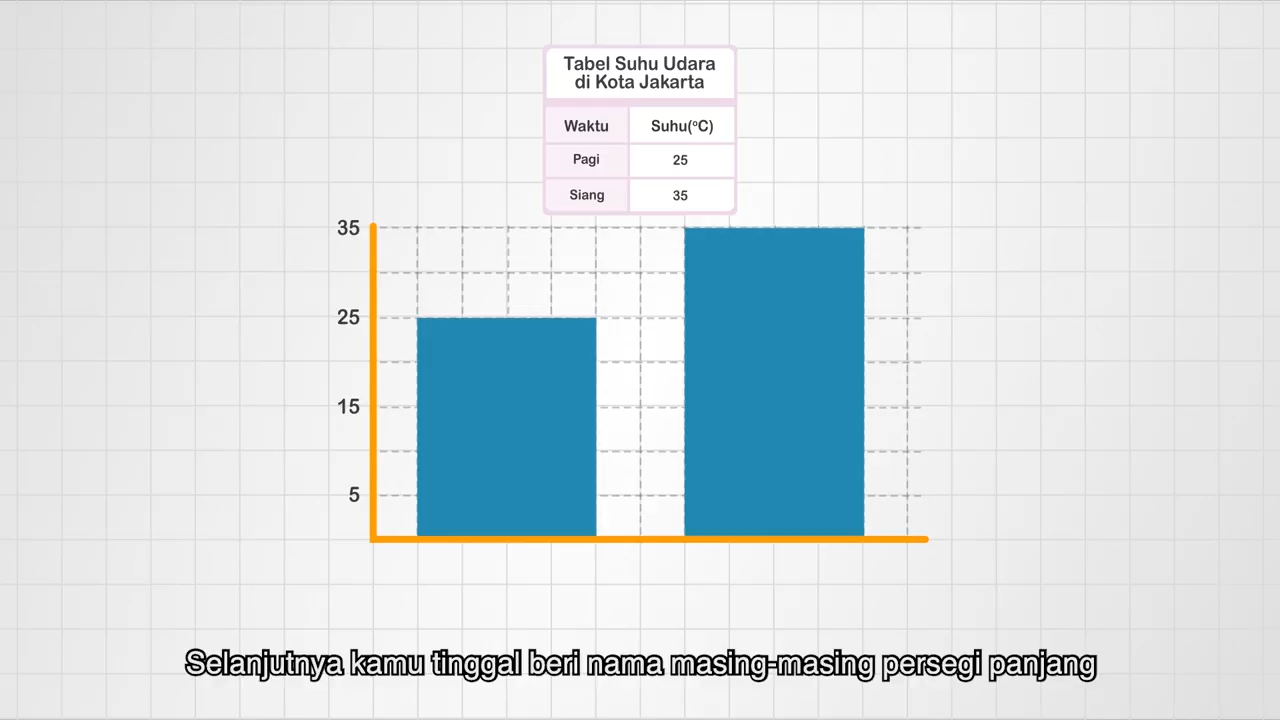 Tabel Suhu Udara
di Kota Jakarta
Waktu Suhu(ºC)
Pagi 25
Siang 35
35
25
15
5
Selanjutnya kamu tinggal beri nama masing-masing persegi panjang